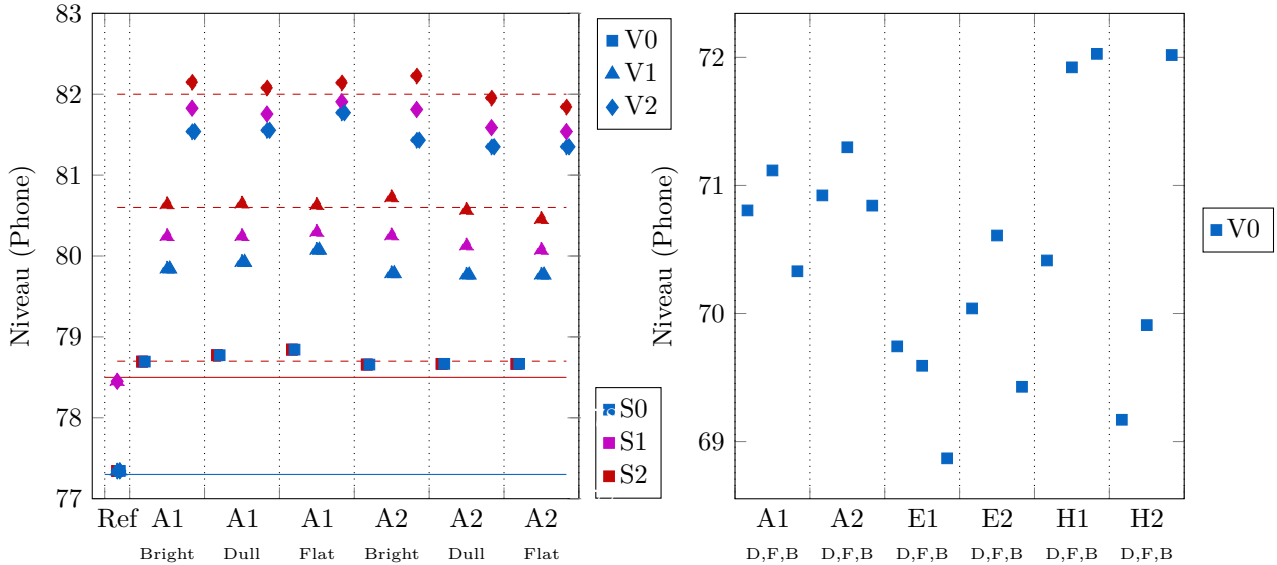 83
82
81
80
79
78
77
Niveau (Phone)
Ref A1 A1 A1 A2 A2 A2
Bright Dull Flat Bright Dull Flat
V0
V1
V2
S0
S1
S2
72
71
70
69
Niveau (Phone)
A1 A2 E1 E2 H1 H2
D,F,B D,F,B D,F,B D,F,B D,F,B D,F,B
V0